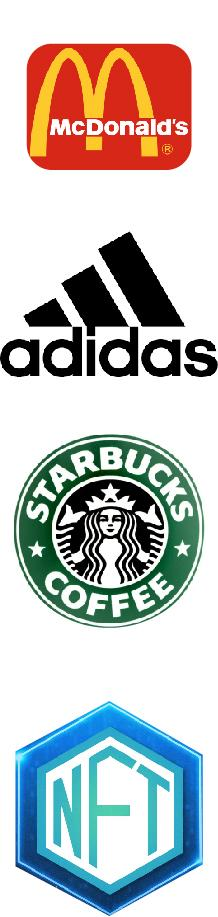 McDonald's
®
adidas
STARBUCKS
COFFEE
NFT